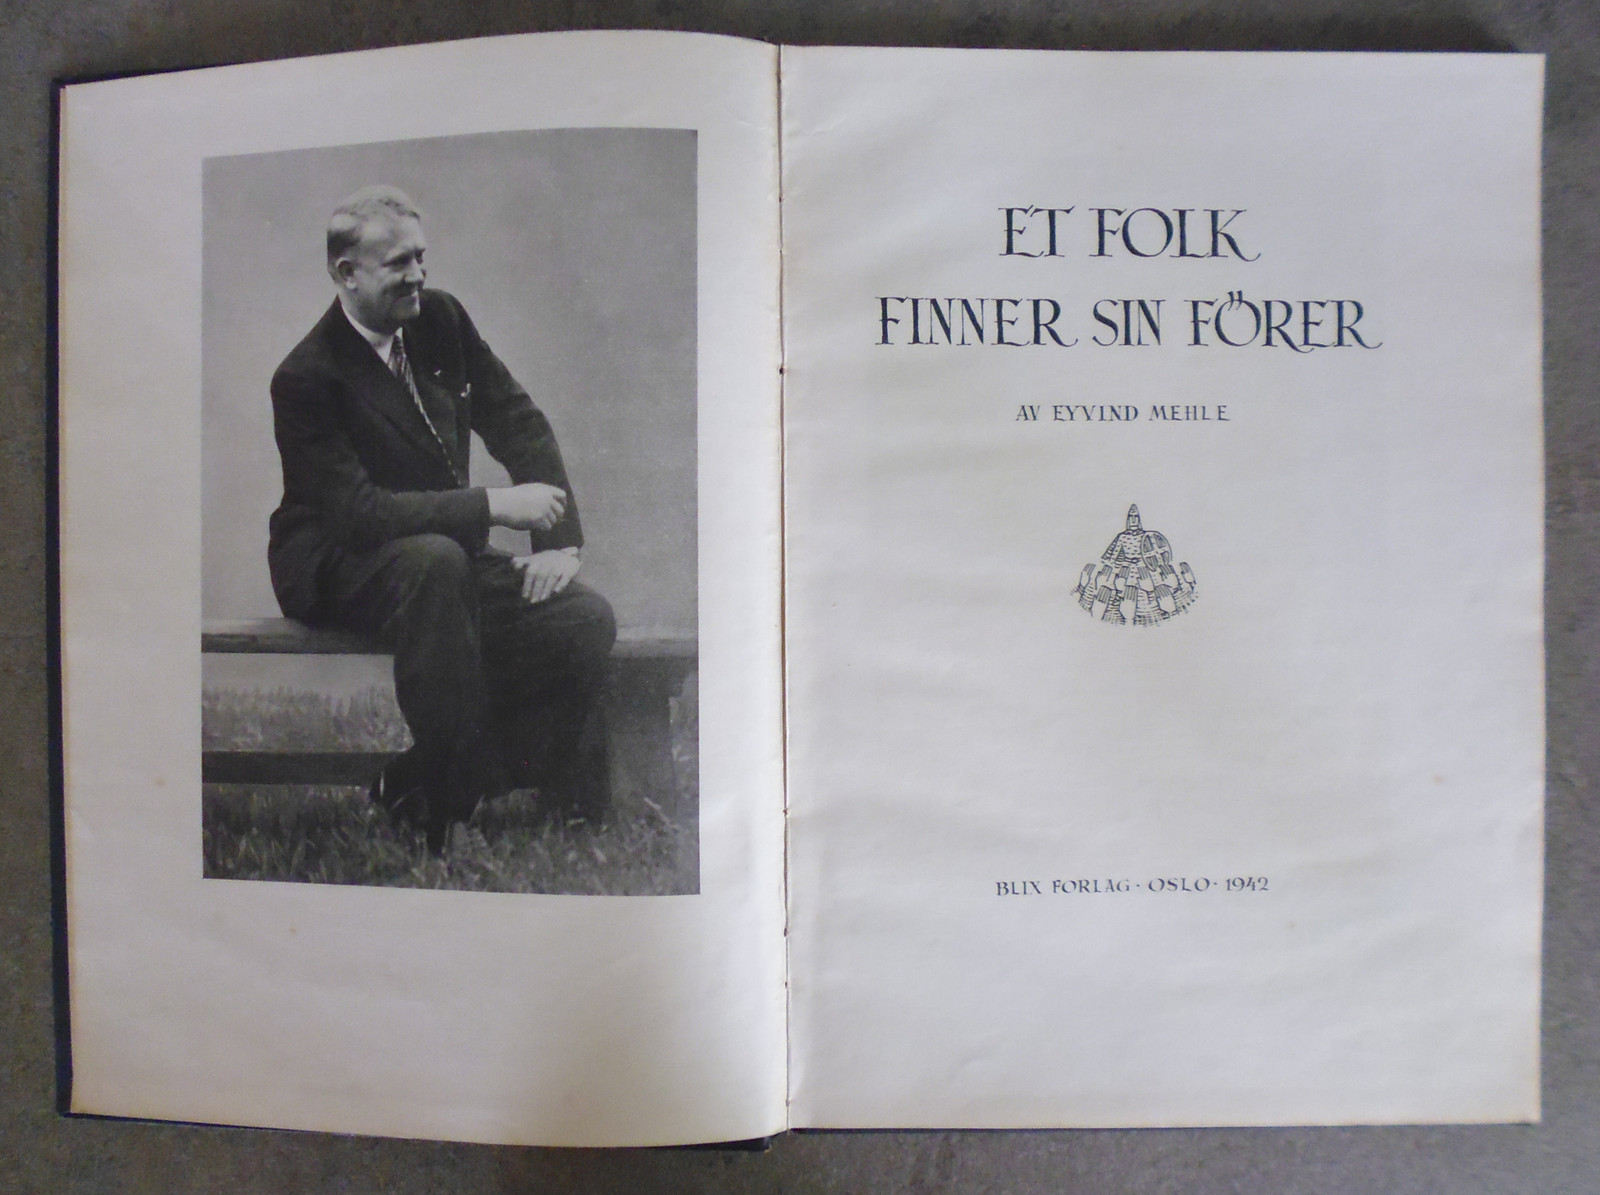 ET FOLK
FINNER SIN FÖRER
AV EYVIND MEHLE
BLIX FORLAG · OSLO · 1942